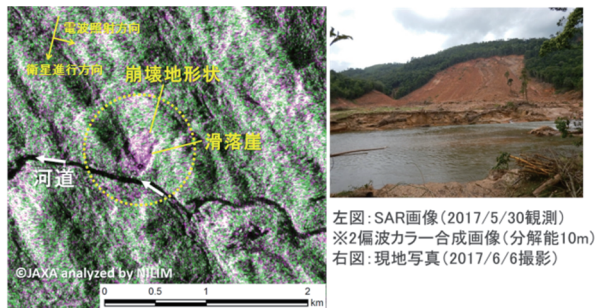 電波照射方向
衛星進行方向
崩壊地形状
滑落崖
河道
©JAXA analyzed by NILIM
0 0.5 1 2
km
左図:SAR画像(2017/5/30観測)
※2偏波カラー合成画像(分解能10m)
右図:現地写真(2017/6/6撮影)